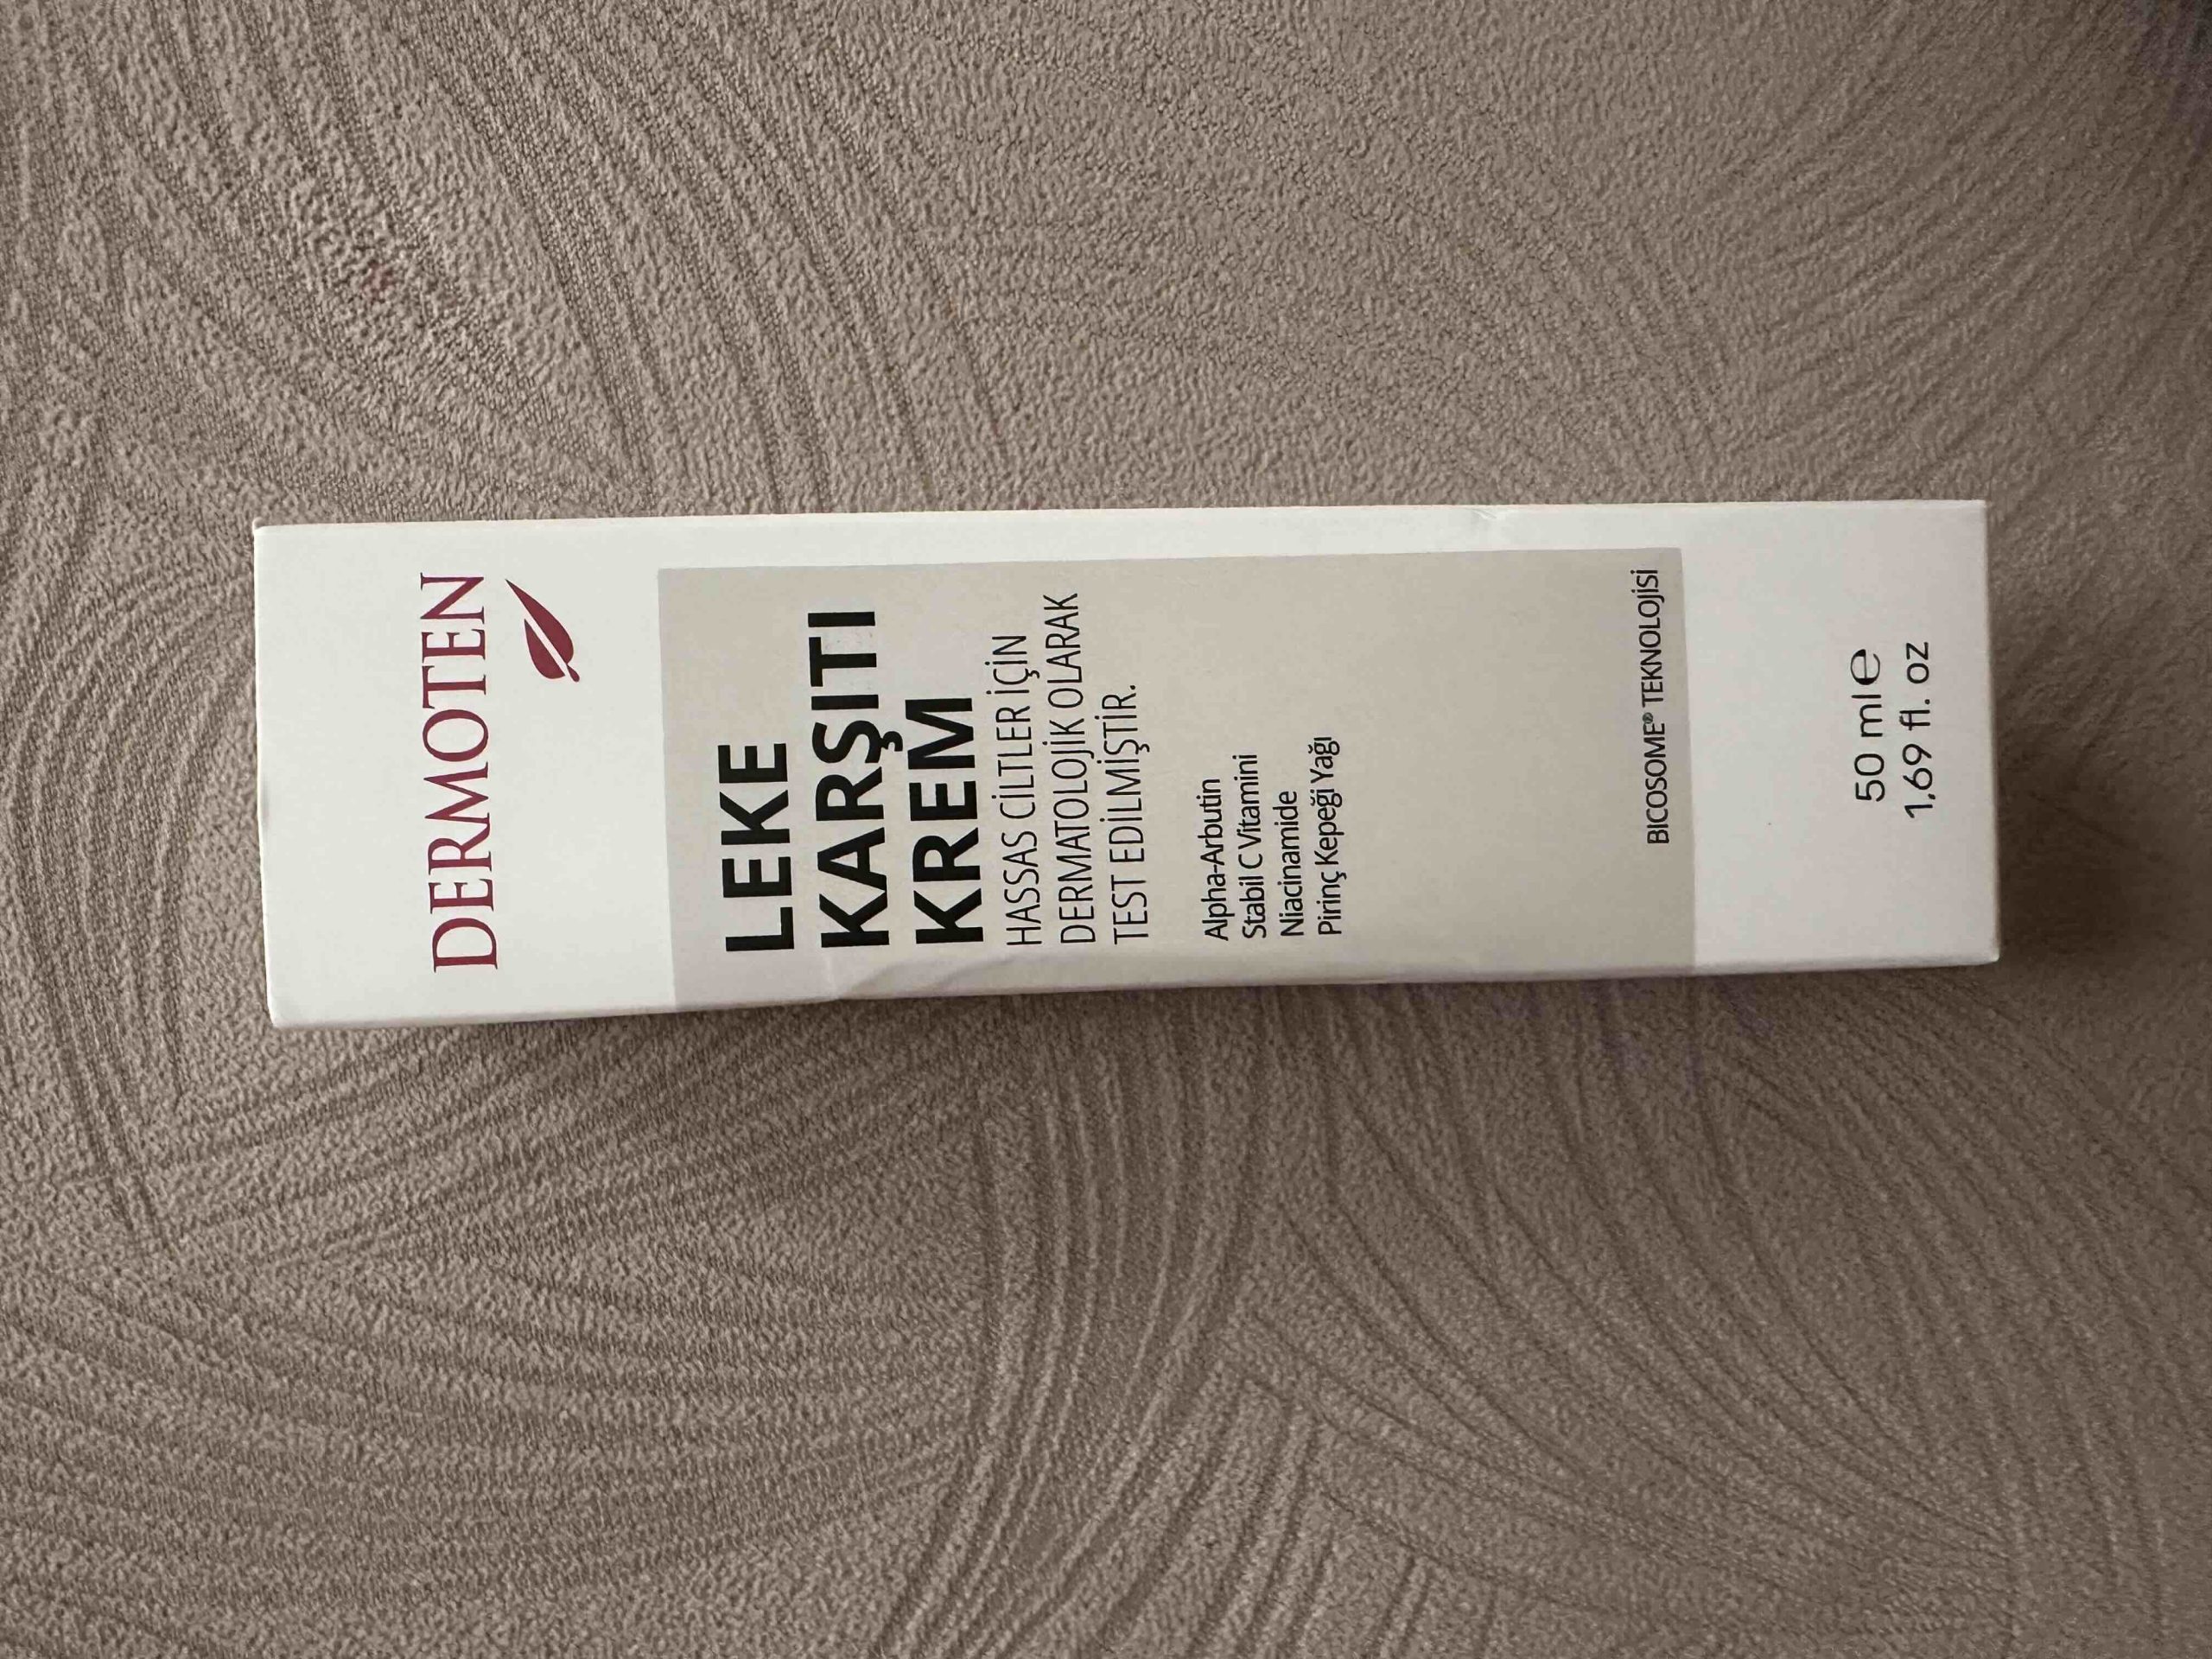 DERMOTEN
LEKE
KARŞITI
KREM
HASSAS CİLTLER İÇİN
DERMATOLOJİK OLARAK
TEST EDİLMİŞTİR.
Alpha-Arbutin
Stabil C Vitamini
Niacinamide
Pirinç Kepeği Yağı
BICOSOME® TEKNOLOJİSİ
50 ml e
1,69 fl. oz